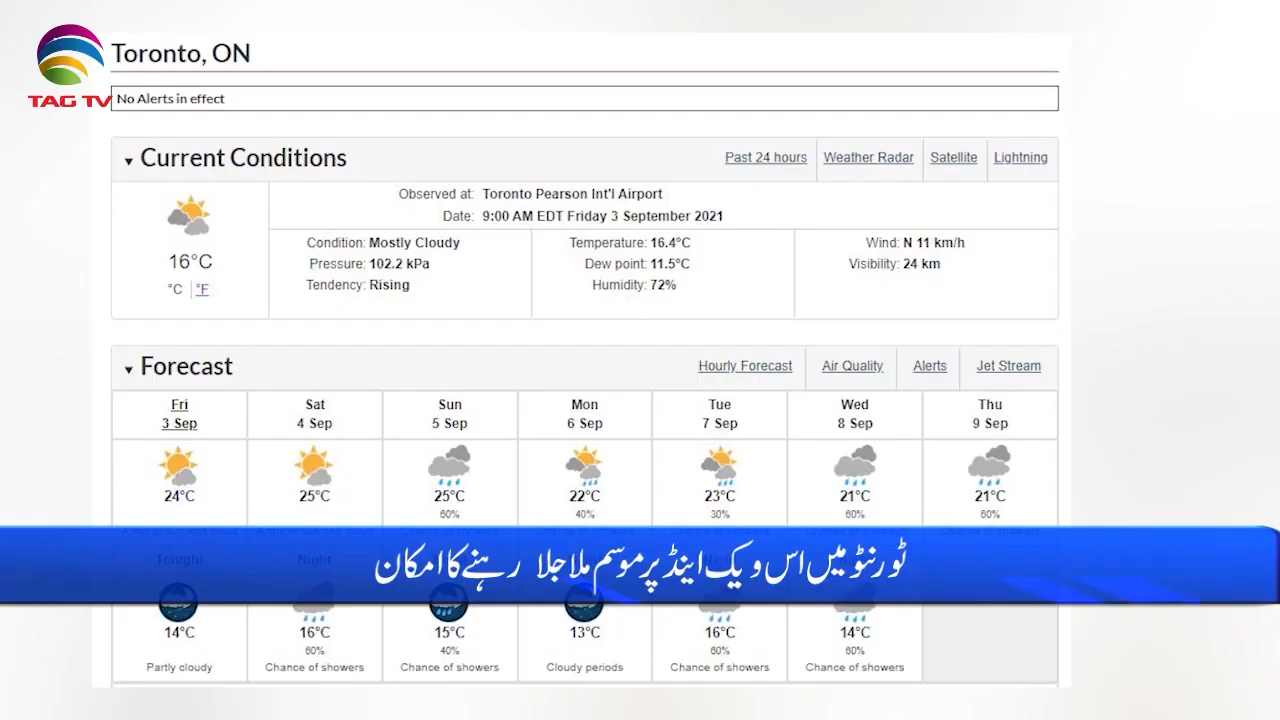 TAG TV
Toronto, ON
No Alerts in effect
Current Conditions
Past 24 hours
Weather Radar
Satellite
Lightning
16°C
°C °F
Observed at: Toronto Pearson Int'l Airport
Date: 9:00 AM EDT Friday 3 September 2021
Condition: Mostly Cloudy
Pressure: 102.2 kPa
Tendency: Rising
Temperature: 16.4°C
Dew point: 11.5°C
Humidity: 72%
Wind: N 11 km/h
Visibility: 24 km
Forecast
Hourly Forecast
Air Quality
Alerts
Jet Stream
Fri Sat Sun Mon Tue Wed Thu
3 Sep 4 Sep 5 Sep 6 Sep 7 Sep 8 Sep 9 Sep
24°C 25°C 25°C 22°C 23°C 21°C 21°C
60% 40% 30% 60% 60%
ٹورنٹو میں اس ویک اینڈ پر موسم ملا جلا رہنے کا امکان
Tonight Night
14°C 16°C 15°C 13°C 16°C 14°C
60% 40% 60% 60%
Partly cloudy Chance of showers Chance of showers Cloudy periods Chance of showers Chance of showers